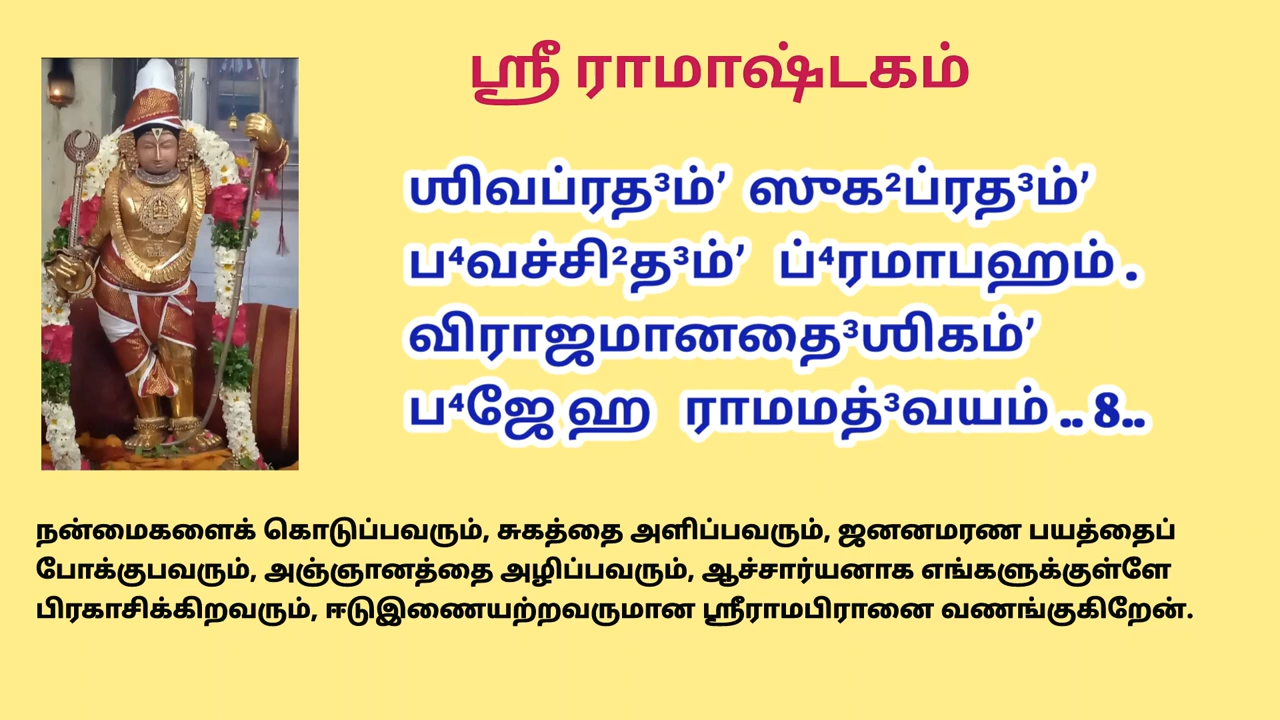 ஸ்ரீ ராமாஷ்டகம்
ஶிவப்ரத³ம்ʼ ஸுக²ப்ரத³ம்ʼ
ப⁴வச்சி²த³ம்ʼ ப்⁴ரமாபஹம் .
விராஜமானதை³ஶிகம்ʼ
ப⁴ஜே ஹ ராமமத்³வயம் .. 8..
நன்மைகளைக் கொடுப்பவரும், சுகத்தை அளிப்பவரும், ஜனனமரண பயத்தைப்
போக்குபவரும், அஞ்ஞானத்தை அழிப்பவரும், ஆச்சார்யனாக எங்களுக்குள்ளே
பிரகாசிக்கிறவரும், ஈடுஇணையற்றவருமான ஸ்ரீராமபிரானை வணங்குகிறேன்.